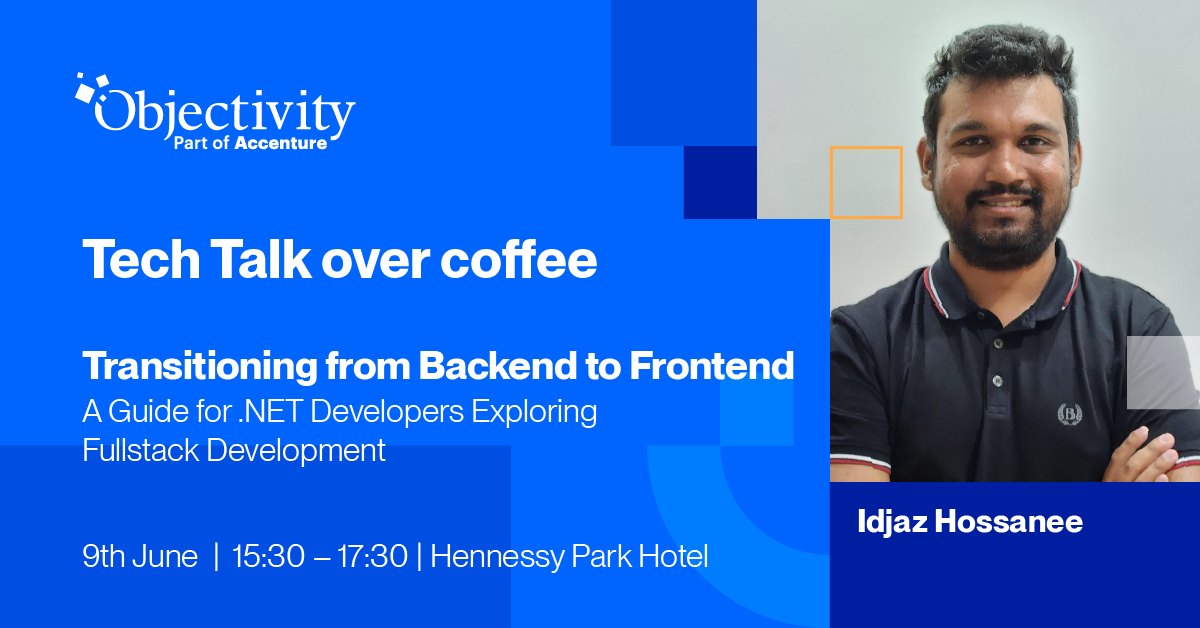 Objectivity
Part of Accenture
Tech Talk over coffee
Transitioning from Backend to Frontend
A Guide for .NET Developers Exploring
Fullstack Development
9th June | 15:30 – 17:30 | Hennessy Park Hotel
B
Idjaz Hossanee